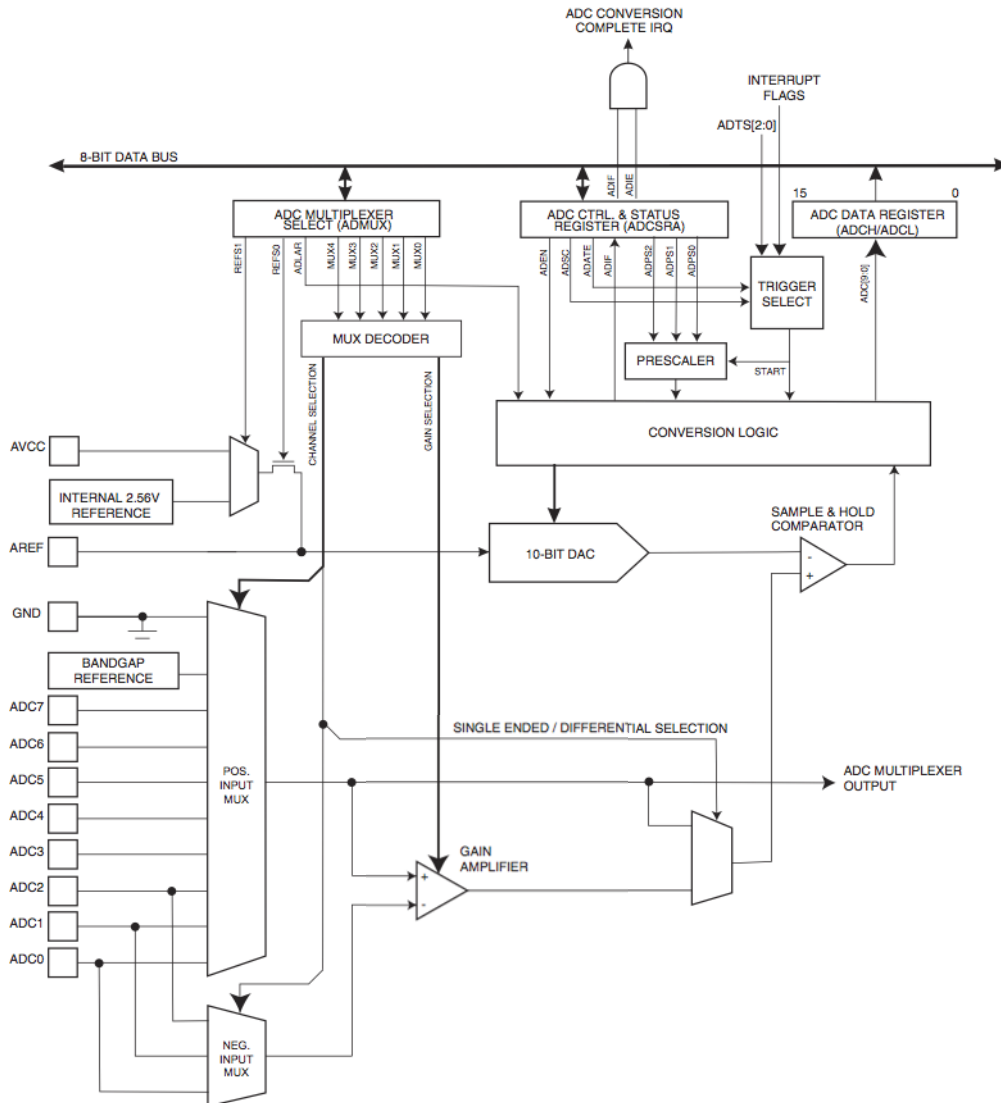 ADC CONVERSION
COMPLETE IRQ
INTERRUPT
FLAGS
ADTS[2:0]
8-BIT DATA BUS
ADIF
ADIE
15
0
ADC MULTIPLEXER
SELECT (ADMUX)
ADC CTRL. & STATUS
REGISTER (ADCSRA)
ADC DATA REGISTER
(ADCH/ADCL)
REFS1
REFS0
ADLAR
MUX4
MUX3
MUX2
MUX1
MUX0
ADEN
ADSC
ADATE
ADIF
ADPS2
ADPS1
ADPS0
ADC[9:0]
TRIGGER
SELECT
MUX DECODER
PRESCALER
START
CHANNEL SELECTION
GAIN SELECTION
CONVERSION LOGIC
AVCC
INTERNAL 2.56V
REFERENCE
AREF
10-BIT DAC
SAMPLE & HOLD
COMPARATOR
-
+
GND
BANDGAP
REFERENCE
ADC7
ADC6
ADC5
ADC4
ADC3
ADC2
ADC1
ADC0
POS.
INPUT
MUX
SINGLE ENDED / DIFFERENTIAL SELECTION
ADC MULTIPLEXER
OUTPUT
GAIN
AMPLIFIER
+
-
NEG.
INPUT
MUX